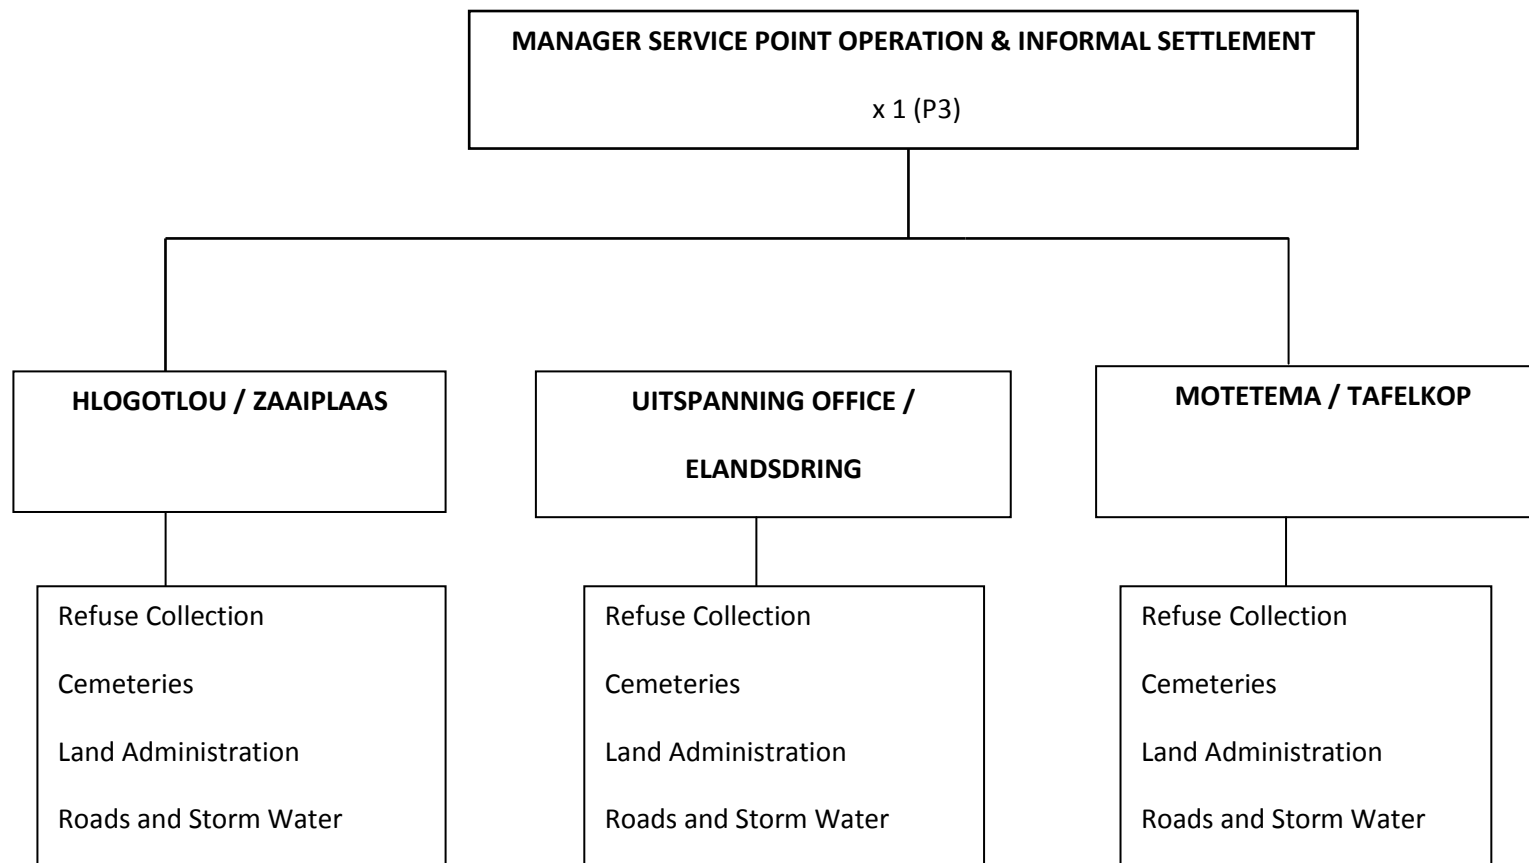 MANAGER SERVICE POINT OPERATION & INFORMAL SETTLEMENT
x 1 (P3)
HLOGOTLOU / ZAAIPLAAS
UITSPANNING OFFICE /
ELANDSDRING
MOTETEMA / TAFELKOP
Refuse Collection
Cemeteries
Land Administration
Roads and Storm Water
Refuse Collection
Cemeteries
Land Administration
Roads and Storm Water
Refuse Collection
Cemeteries
Land Administration
Roads and Storm Water